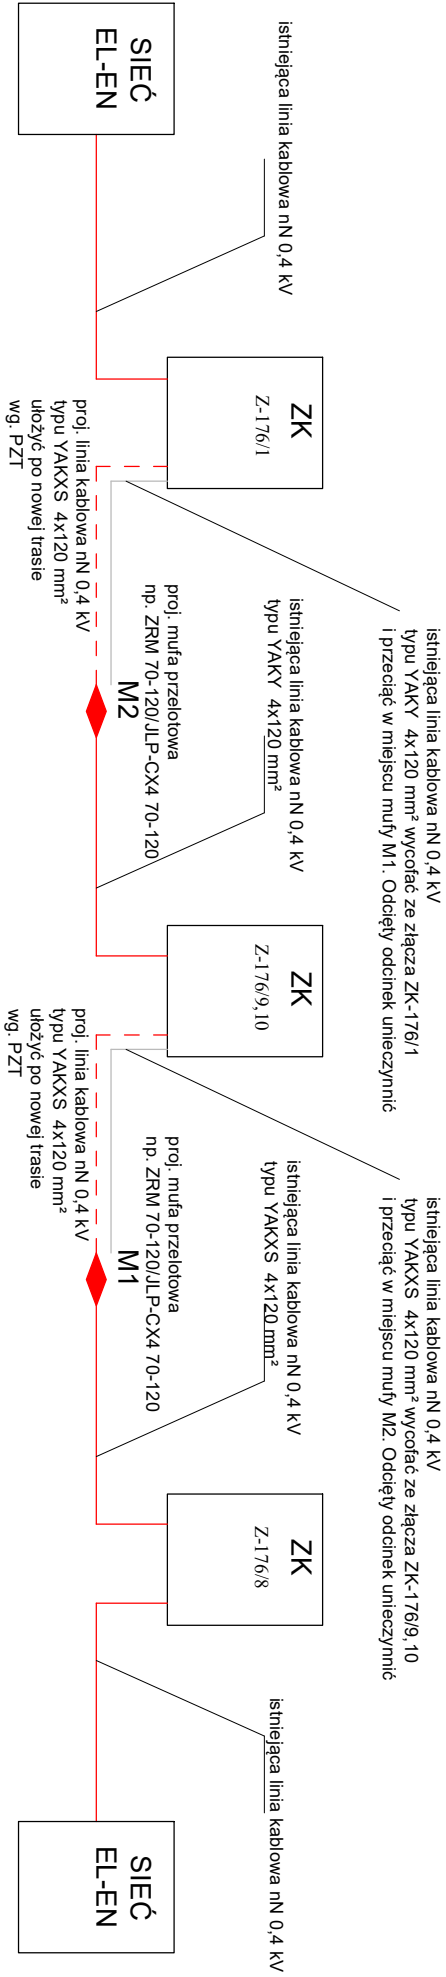 SIEĆ
EL-EN
istniejąca linia kablowa nN 0,4 kV
ZK
Z-176/1
proj. linia kablowa nN 0,4 kV
typu YAKXS 4x120 mm²
ułożyć po nowej trasie
wg. PZT
istniejąca linia kablowa nN 0,4 kV
typu YAKY 4x120 mm² wycofać ze złącza ZK-176/1
i przeciąć w miejscu mufy M1. Odcięty odcinek unieczynnić
proj. mufa przelotowa
np. ZRM 70-120/JLP-CX4 70-120
M2
istniejąca linia kablowa nN 0,4 kV
typu YAKY 4x120 mm²
ZK
Z-176/9,10
proj. linia kablowa nN 0,4 kV
typu YAKXS 4x120 mm²
ułożyć po nowej trasie
wg. PZT
istniejąca linia kablowa nN 0,4 kV
typu YAKXS 4x120 mm² wycofać ze złącza ZK-176/9,10
i przeciąć w miejscu mufy M2. Odcięty odcinek unieczynnić
proj. mufa przelotowa
np. ZRM 70-120/JLP-CX4 70-120
M1
istniejąca linia kablowa nN 0,4 kV
typu YAKXS 4x120 mm²
ZK
Z-176/8
istniejąca linia kablowa nN 0,4 kV
SIEĆ
EL-EN